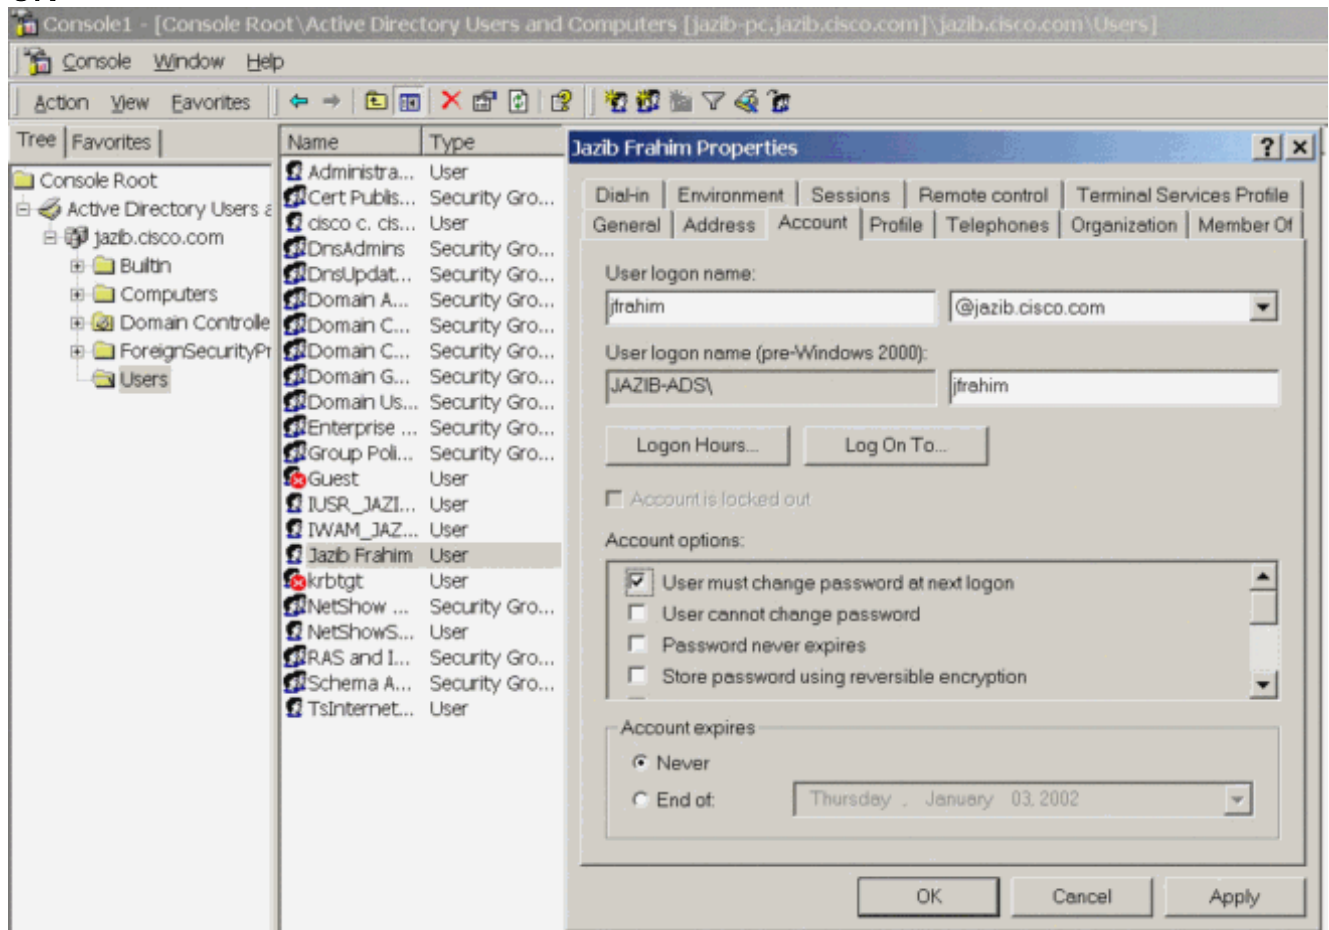 Console1 - [Console Root\Active Directory Users and Computers [jazib-pc.jazib.cisco.com]\jazib.cisco.com\Users]
Console Window Help
Action View Favorites
Tree Favorites
Console Root
Active Directory Users a
jazib.cisco.com
Builtin
Computers
Domain Controlle
ForeignSecurityPr
Users
Name Type
Administra... User
Cert Publis... Security Gro...
cisco c. cis... User
DnsAdmins Security Gro...
DnsUpdat... Security Gro...
Domain A... Security Gro...
Domain C... Security Gro...
Domain C... Security Gro...
Domain G... Security Gro...
Domain Us... Security Gro...
Enterprise ... Security Gro...
Group Poli... Security Gro...
Guest User
IUSR_JAZI... User
IWAM_JAZ... User
Jazib Frahim User
krbtgt User
NetShow ... Security Gro...
NetShowS... User
RAS and I... Security Gro...
Schema A... Security Gro...
TsInternet... User
Jazib Frahim Properties
Dial-in Environment Sessions Remote control Terminal Services Profile
General Address Account Profile Telephones Organization Member Of
User logon name:
jfrahim @jazib.cisco.com
User logon name (pre-Windows 2000):
JAZIB-ADS\ jfrahim
Logon Hours... Log On To...
Account is locked out
Account options:
User must change password at next logon
User cannot change password
Password never expires
Store password using reversible encryption
Account expires
Never
End of: Thursday , January 03, 2002
OK Cancel Apply